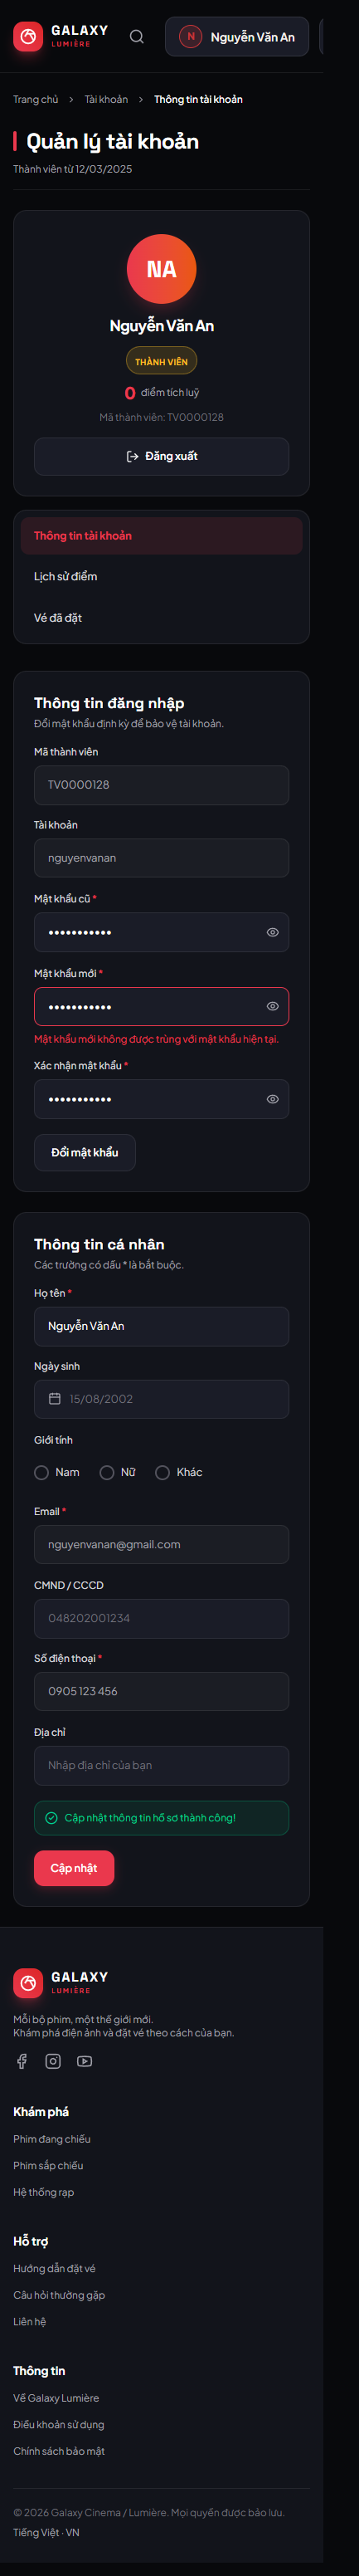 GALAXY
LUMIÈRE
N
Nguyễn Văn An
Trang chủ > Tài khoản > Thông tin tài khoản
Quản lý tài khoản
Thành viên từ 12/03/2025
NA
Nguyễn Văn An
THÀNH VIÊN
0 điểm tích luỹ
Mã thành viên: TV0000128
Đăng xuất
Thông tin tài khoản
Lịch sử điểm
Vé đã đặt
Thông tin đăng nhập
Đổi mật khẩu định kỳ để bảo vệ tài khoản.
Mã thành viên
TV0000128
Tài khoản
nguyenvanan
Mật khẩu cũ *
•••••••••••
Mật khẩu mới *
•••••••••••
Mật khẩu mới không được trùng với mật khẩu hiện tại.
Xác nhận mật khẩu *
•••••••••••
Đổi mật khẩu
Thông tin cá nhân
Các trường có dấu * là bắt buộc.
Họ tên *
Nguyễn Văn An
Ngày sinh
15/08/2002
Giới tính
Nam Nữ Khác
Email *
nguyenvanan@gmail.com
CMND / CCCD
048202001234
Số điện thoại *
0905 123 456
Địa chỉ
Nhập địa chỉ của bạn
Cập nhật thông tin hồ sơ thành công!
Cập nhật
GALAXY
LUMIÈRE
Mỗi bộ phim, một thế giới mới.
Khám phá điện ảnh và đặt vé theo cách của bạn.
Khám phá
Phim đang chiếu
Phim sắp chiếu
Hệ thống rạp
Hỗ trợ
Hướng dẫn đặt vé
Câu hỏi thường gặp
Liên hệ
Thông tin
Về Galaxy Lumière
Điều khoản sử dụng
Chính sách bảo mật
© 2026 Galaxy Cinema / Lumière. Mọi quyền được bảo lưu.
Tiếng Việt · VN